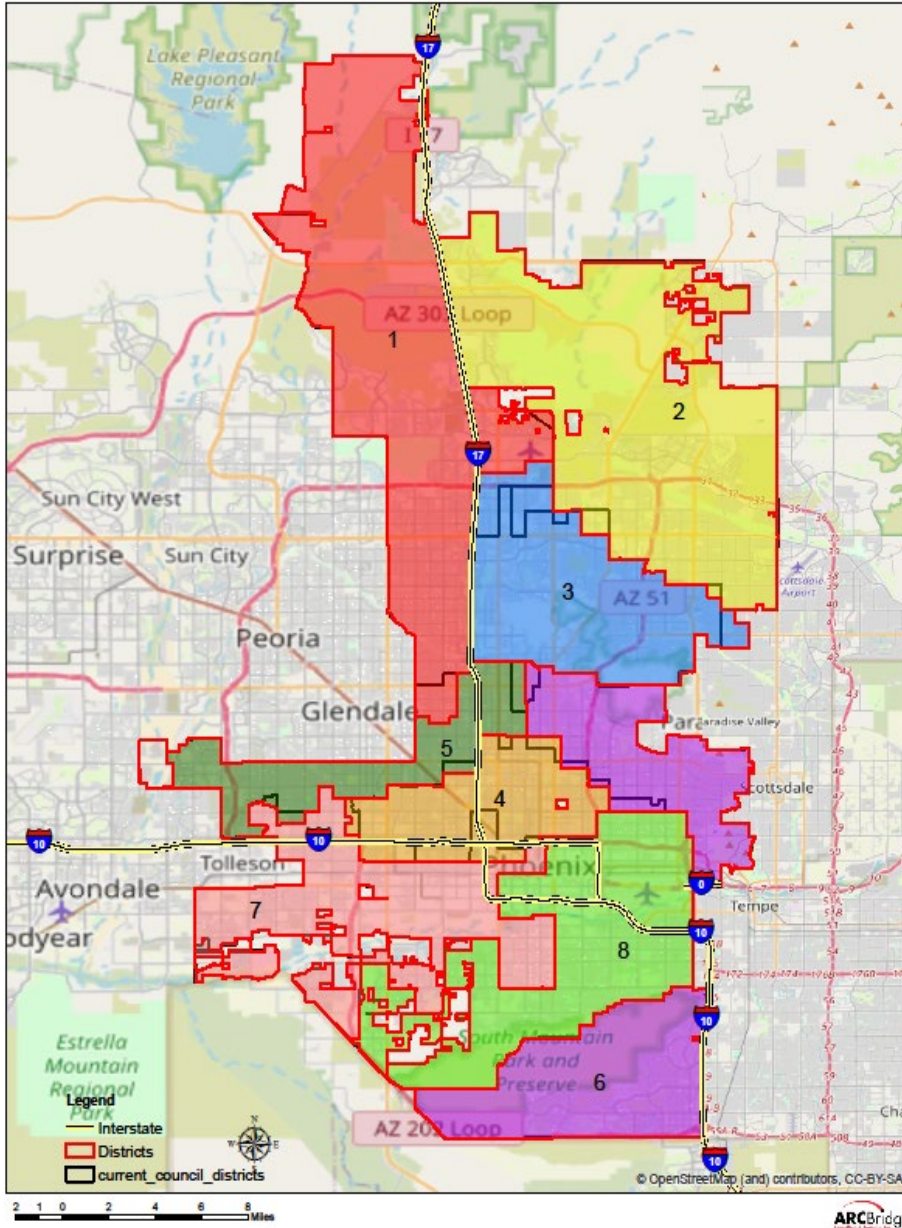 17
Lake Pleasant
Regional
Park
AZ 303 Loop
1
2
17
Sun City West
Surprise
Sun City
3
AZ 51
Scottsdale
Airport
Peoria
Glendale
Paradise Valley
5
Scottsdale
4
10
10
Tolleson
Phoenix
Avondale
Tempe
7
10
8
10
Estrella
Mountain
Regional
Park
South Mountain
Park and
Preserve
6
Legend
Interstate
Districts
current_council_districts
N
W
E
S
AZ 202 Loop
10
© OpenStreetMap (and) contributors, CC-BY-SA
2 1 0 2 4 6 8
Miles
ARCBridge